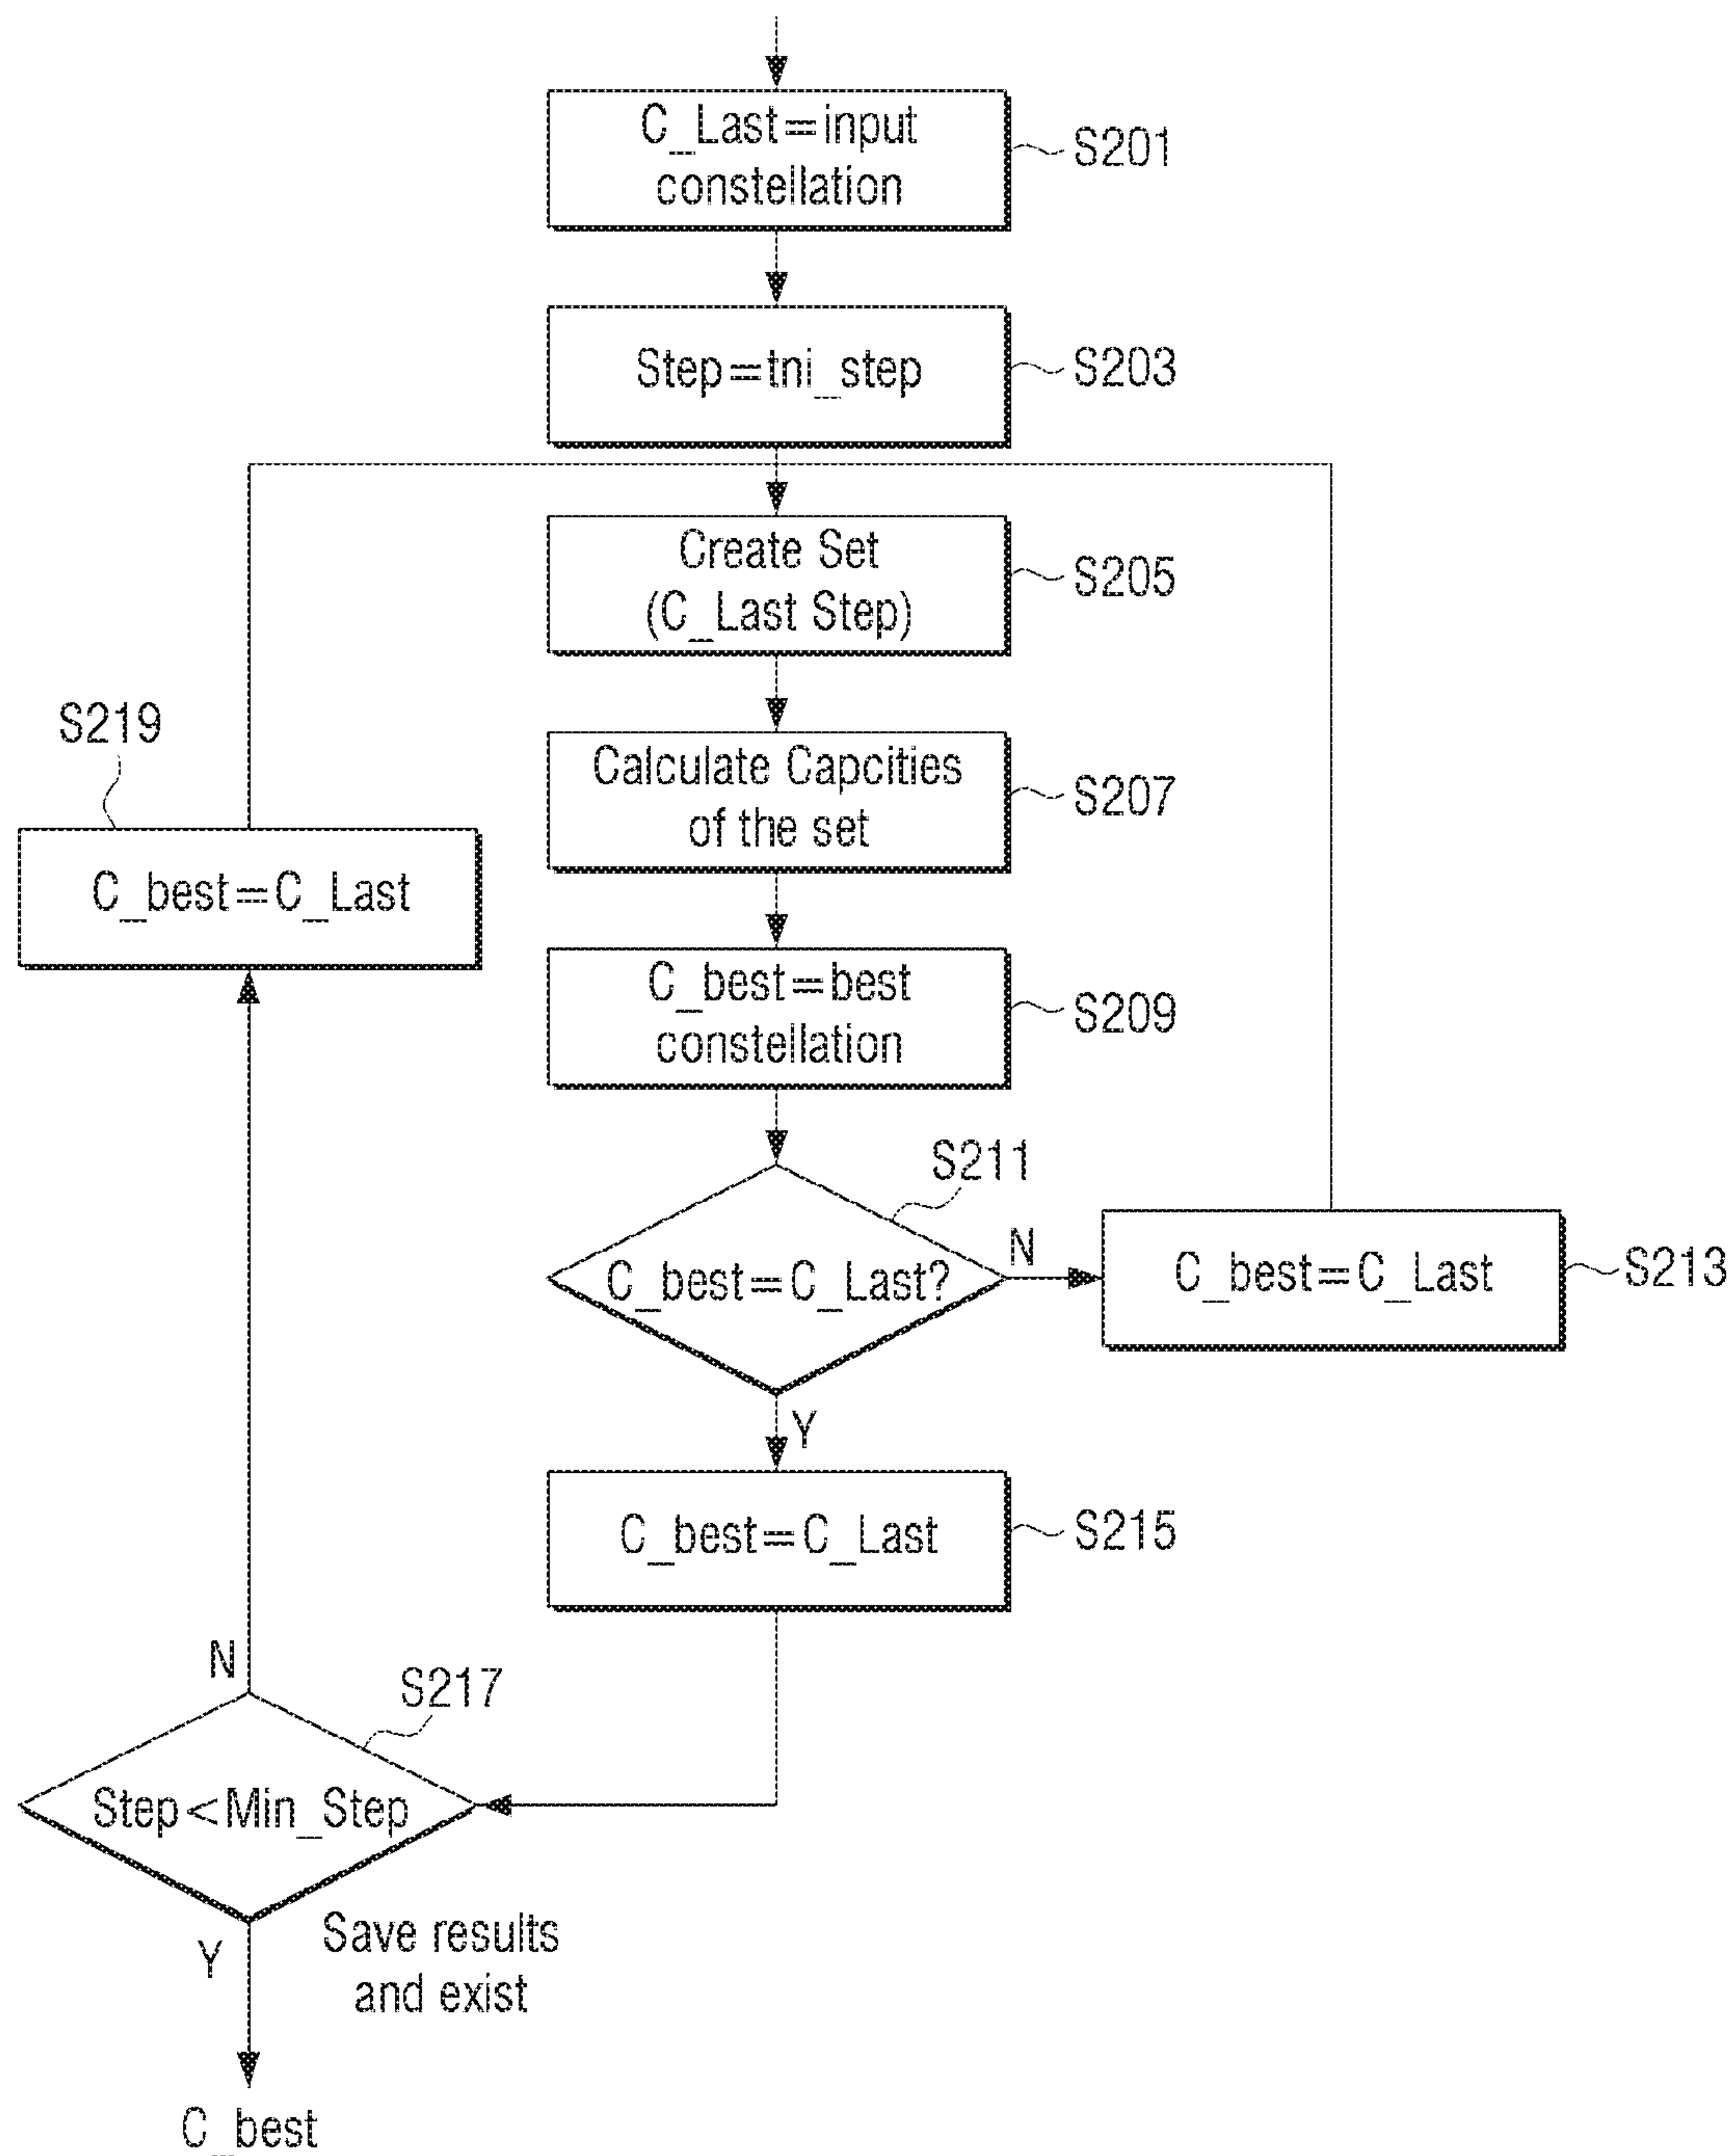 C_Last=input
constellation
S201
Step=tni_step
S203
Create Set
(C_Last Step)
S205
S219
Calculate Capcities
of the set
S207
C_best=C_Last
C_best=best
constellation
S209
S211
C_best=C_Last?
N
C_best=C_Last
S213
Y
C_best=C_Last
S215
N
S217
Step<Min_Step
Y
Save results
and exist
C_best